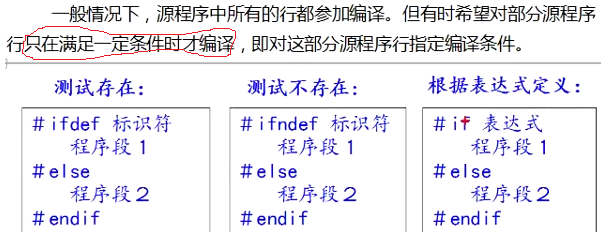 一般情况下，源程序中所有的行都参加编译。但有时希望对部分源程序
行只在满足一定条件时才编译，即对这部分源程序行指定编译条件。
测试存在：
#ifdef 标识符
程序段1
#else
程序段2
#endif
测试不存在：
#ifndef 标识符
程序段1
#else
程序段2
#endif
根据表达式定义：
#if 表达式
程序段1
#else
程序段2
#endif